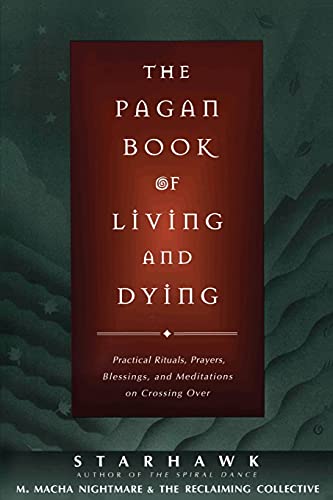 THE
PAGAN
BOOK
OF
LIVING
AND
DYING
Practical Rituals, Prayers,
Blessings, and Meditations
on Crossing Over
STARHAWK
AUTHOR OF THE SPIRAL DANCE
M. MACHA NIGHTMARE & THE RECLAIMING COLLECTIVE